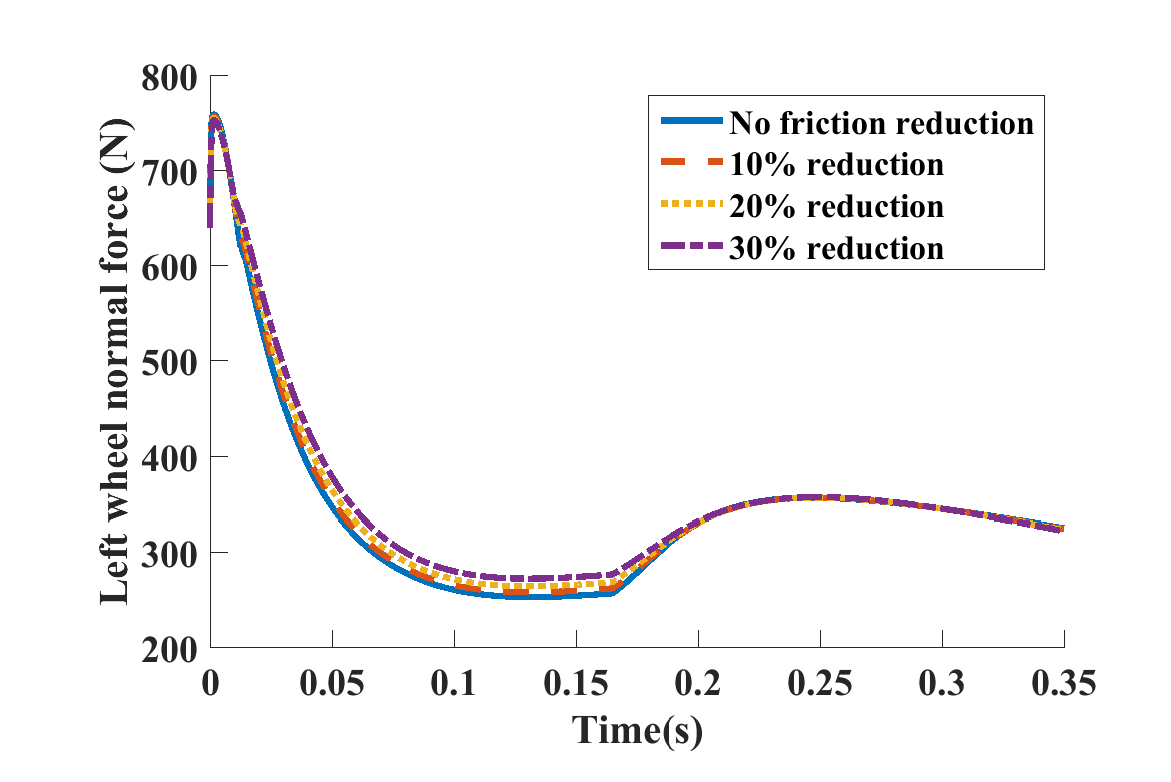 800
700
600
500
400
300
200
Left wheel normal force (N)
No friction reduction
10% reduction
20% reduction
30% reduction
0 0.05 0.1 0.15 0.2 0.25 0.3 0.35
Time(s)